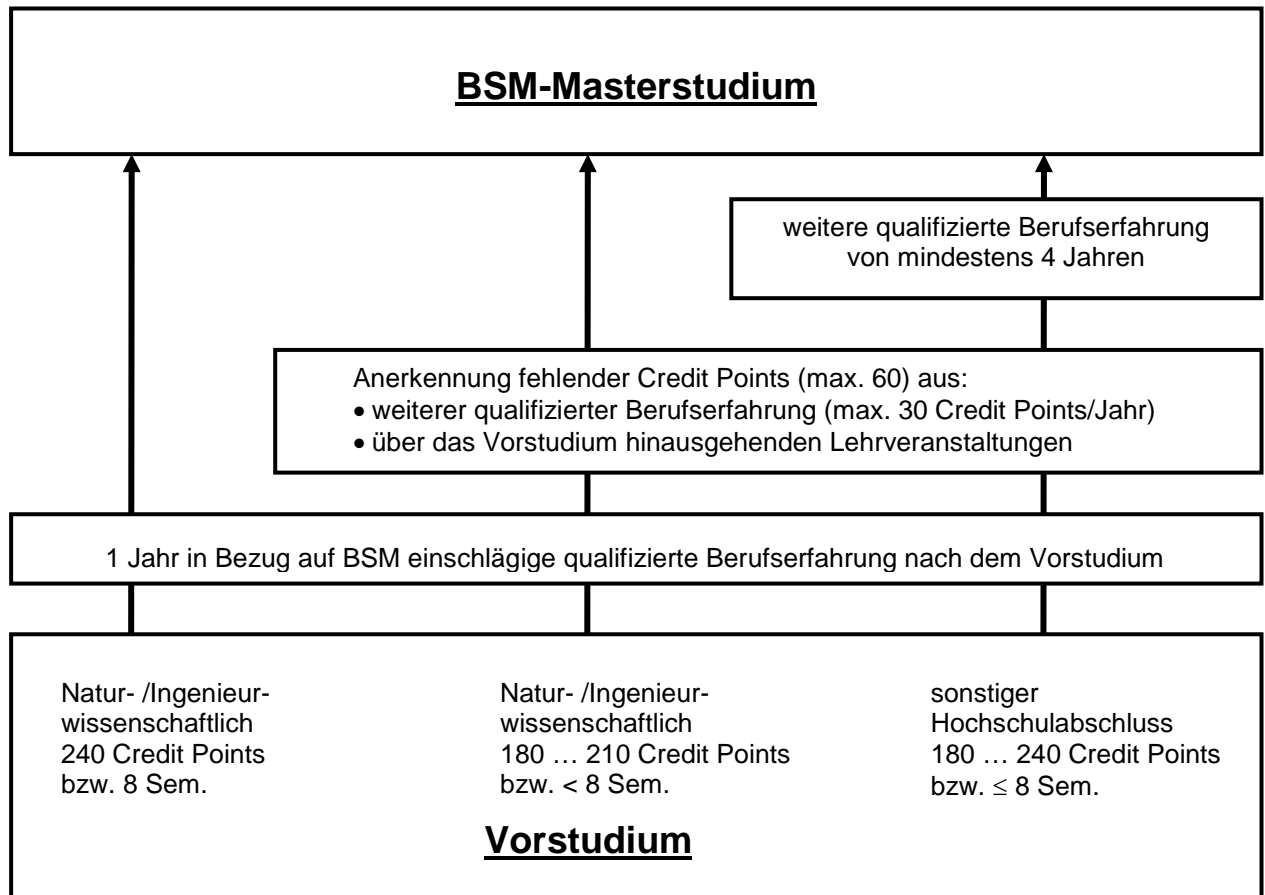 BSM-Masterstudium
weitere qualifizierte Berufserfahrung
von mindestens 4 Jahren
Anerkennung fehlender Credit Points (max. 60) aus:
• weiterer qualifizierter Berufserfahrung (max. 30 Credit Points/Jahr)
• über das Vorstudium hinausgehenden Lehrveranstaltungen
1 Jahr in Bezug auf BSM einschlägige qualifizierte Berufserfahrung nach dem Vorstudium
Natur- /Ingenieur-
wissenschaftlich
240 Credit Points
bzw. 8 Sem.
Natur- /Ingenieur-
wissenschaftlich
180 … 210 Credit Points
bzw. < 8 Sem.
sonstiger
Hochschulabschluss
180 … 240 Credit Points
bzw. ≤ 8 Sem.
Vorstudium